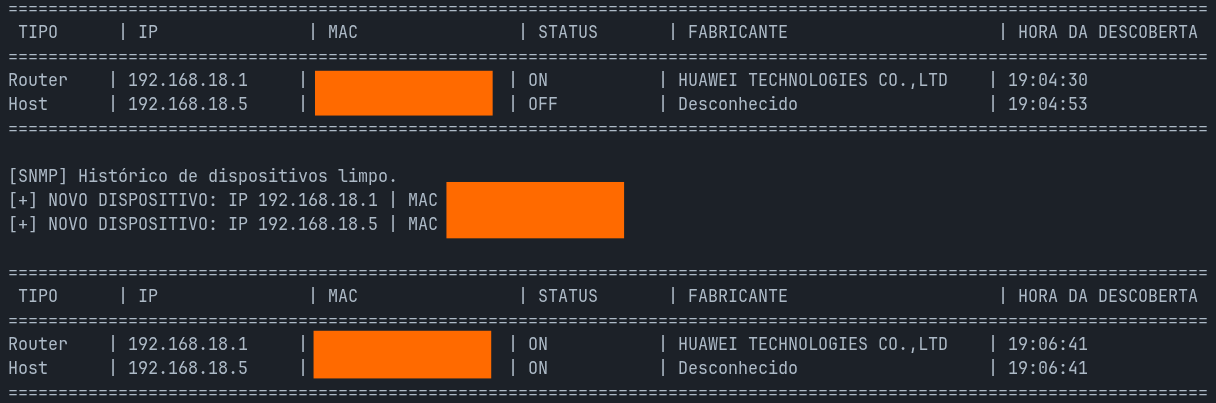 ========================================================================================================================
TIPO | IP | MAC | STATUS | FABRICANTE | HORA DA DESCOBERTA
========================================================================================================================
Router | 192.168.18.1 | | ON | HUAWEI TECHNOLOGIES CO.,LTD | 19:04:30
Host | 192.168.18.5 | | OFF | Desconhecido | 19:04:53
========================================================================================================================
[SNMP] Histórico de dispositivos limpo.
[+] NOVO DISPOSITIVO: IP 192.168.18.1 | MAC
[+] NOVO DISPOSITIVO: IP 192.168.18.5 | MAC
========================================================================================================================
TIPO | IP | MAC | STATUS | FABRICANTE | HORA DA DESCOBERTA
========================================================================================================================
Router | 192.168.18.1 | | ON | HUAWEI TECHNOLOGIES CO.,LTD | 19:06:41
Host | 192.168.18.5 | | ON | Desconhecido | 19:06:41
========================================================================================================================